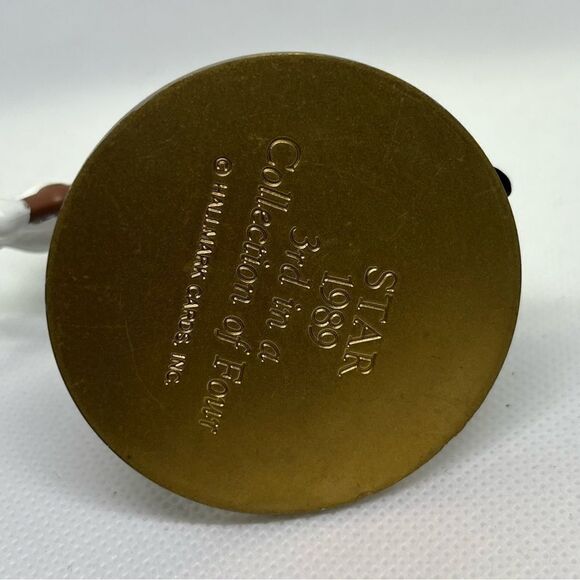 STAR
1989
3rd in a
Collection of Four
© HALLMARK CARDS, INC.